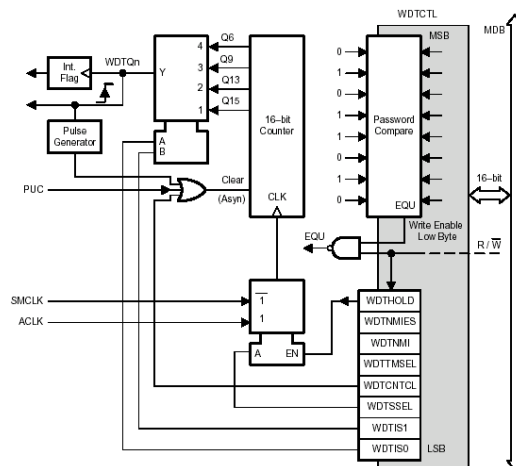 WDTCTL
MDB
MSB
Int. Flag
WDTQn
Y
4
3
2
1
Q6
Q9
Q13
Q15
16–bit Counter
CLK
A
B
Pulse Generator
PUC
Clear
(Asyn)
0
1
0
1
1
0
1
0
Password Compare
EQU
16–bit
EQU
Write Enable Low Byte
R / W̅
SMCLK
ACLK
1̅
1
A
EN
WDTHOLD
WDTNMIES
WDTNMI
WDTTMSEL
WDTCNTCL
WDTSSEL
WDTIS1
WDTIS0
LSB